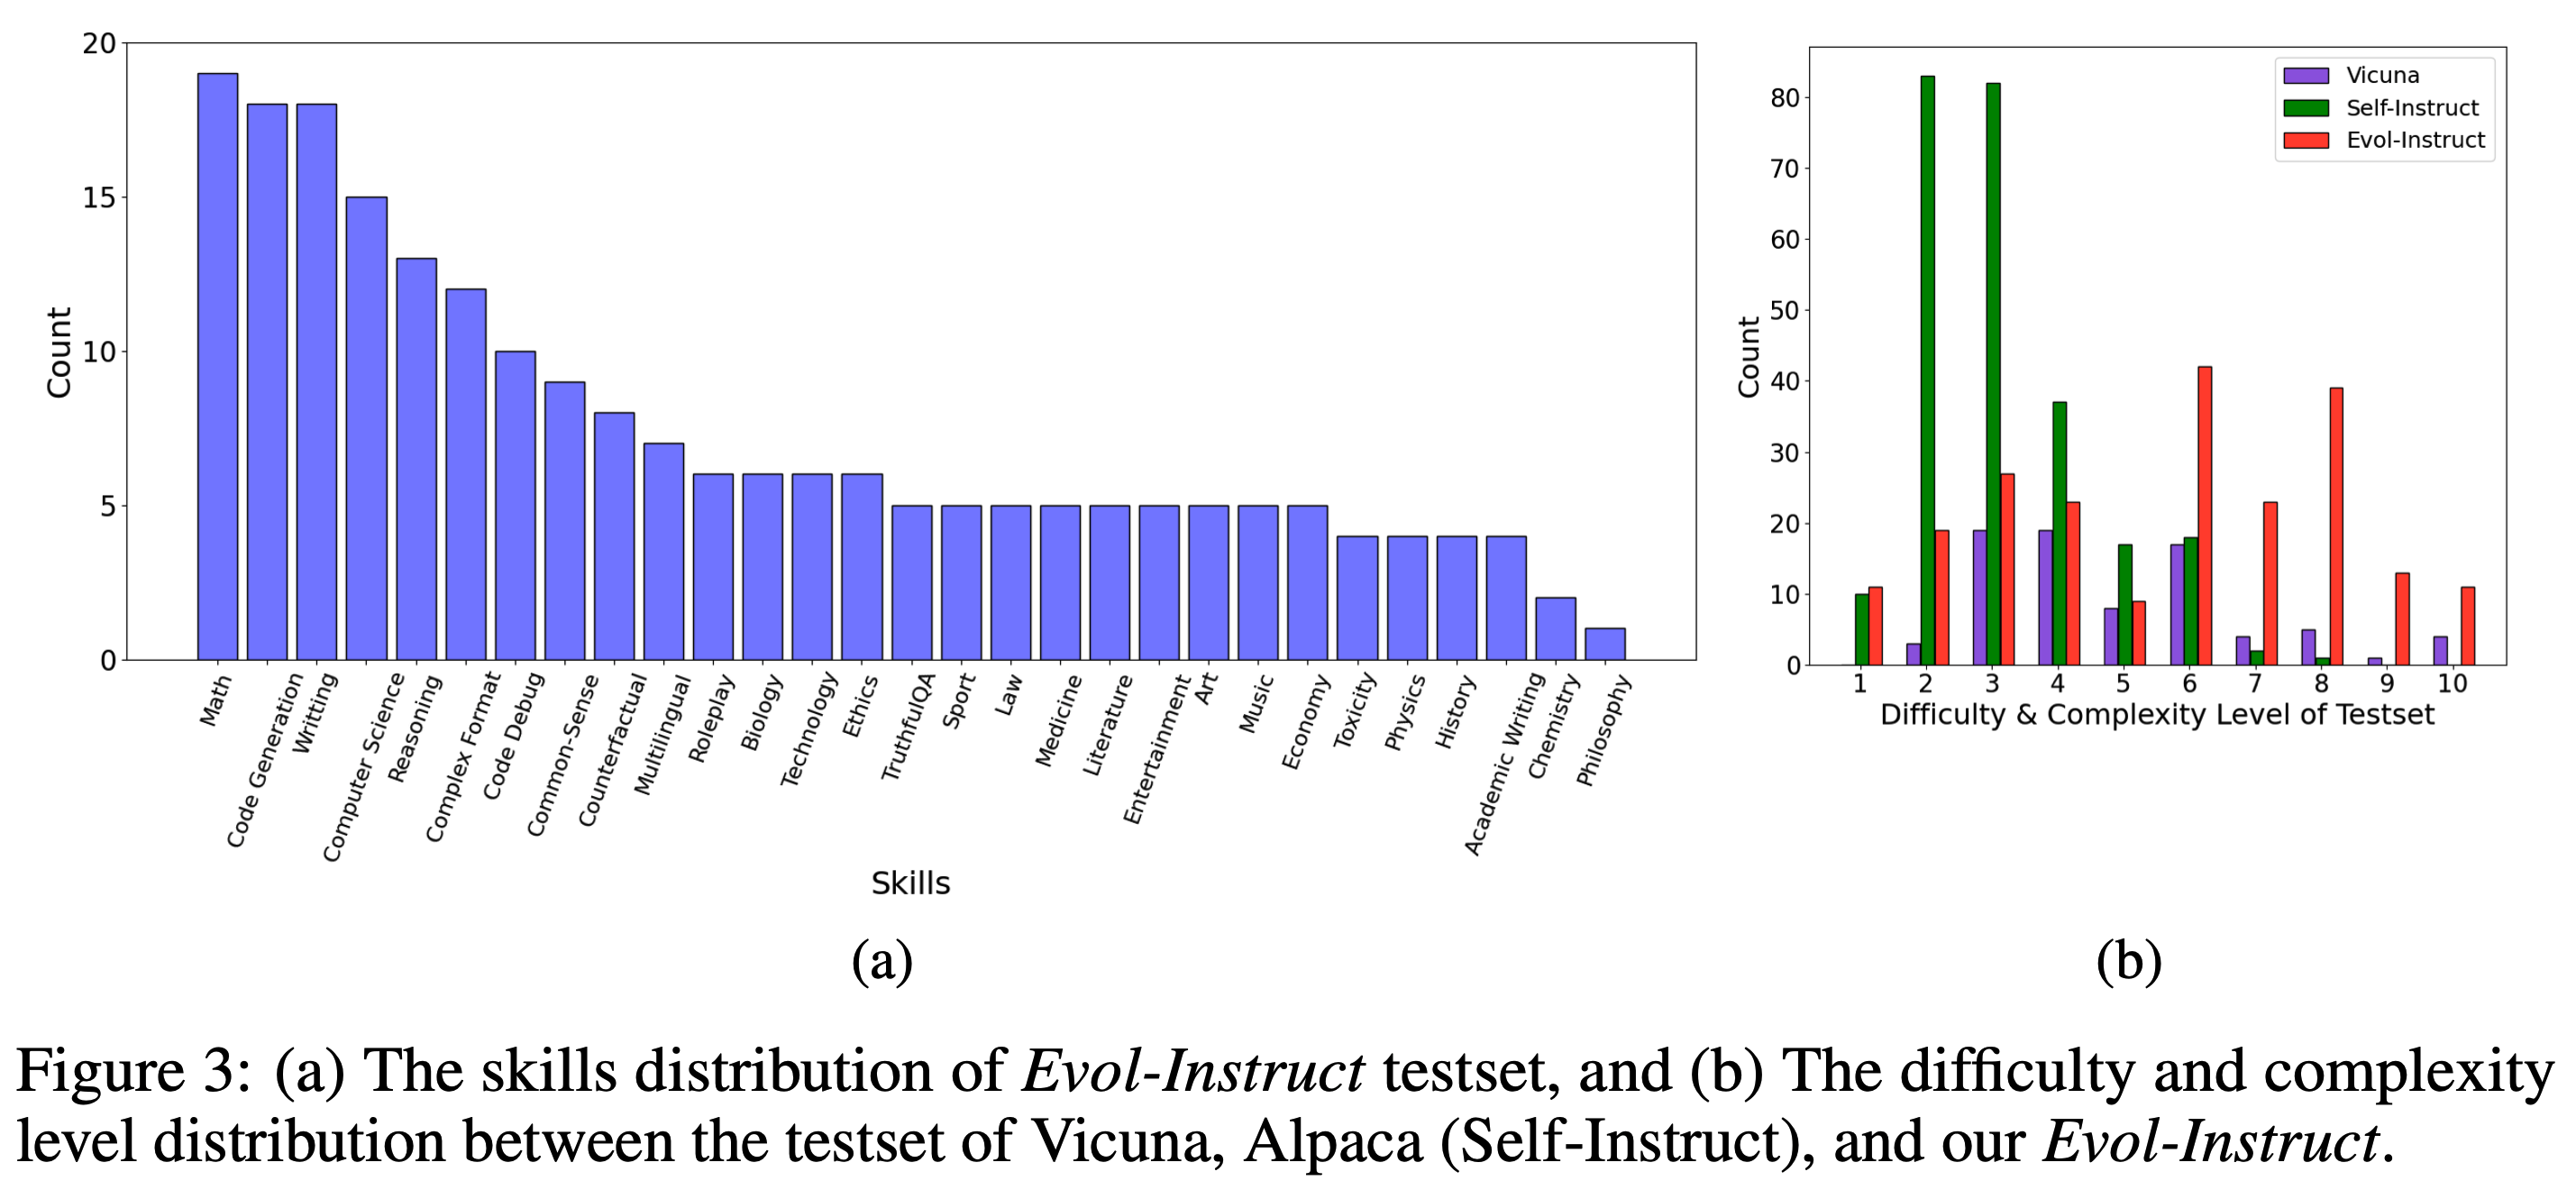 20
15
10
5
0
Count
Math
Code Generation
Writting
Computer Science
Reasoning
Complex Format
Code Debug
Common-Sense
Counterfactual
Multilingual
Roleplay
Biology
Technology
Ethics
TruthfulQA
Sport
Law
Medicine
Literature
Entertainment
Art
Music
Economy
Toxicity
Physics
History
Academic Writing
Chemistry
Philosophy
Skills
(a)
Vicuna
Self-Instruct
Evol-Instruct
80
70
60
50
40
30
20
10
0
Count
1 2 3 4 5 6 7 8 9 10
Difficulty & Complexity Level of Testset
(b)
Figure 3: (a) The skills distribution of Evol-Instruct testset, and (b) The difficulty and complexity
level distribution between the testset of Vicuna, Alpaca (Self-Instruct), and our Evol-Instruct.